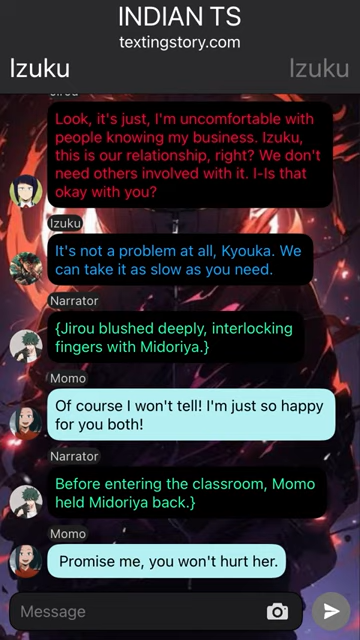 INDIAN TS
textingstory.com
Izuku
Izuku
Jirou
Look, it's just, I'm uncomfortable with
people knowing my business. Izuku,
this is our relationship, right? We don't
need others involved with it. I-Is that
okay with you?
Izuku
It's not a problem at all, Kyouka. We
can take it as slow as you need.
Narrator
{Jirou blushed deeply, interlocking
fingers with Midoriya.}
Momo
Of course I won't tell! I'm just so happy
for you both!
Narrator
Before entering the classroom, Momo
held Midoriya back.}
Momo
Promise me, you won't hurt her.
Message